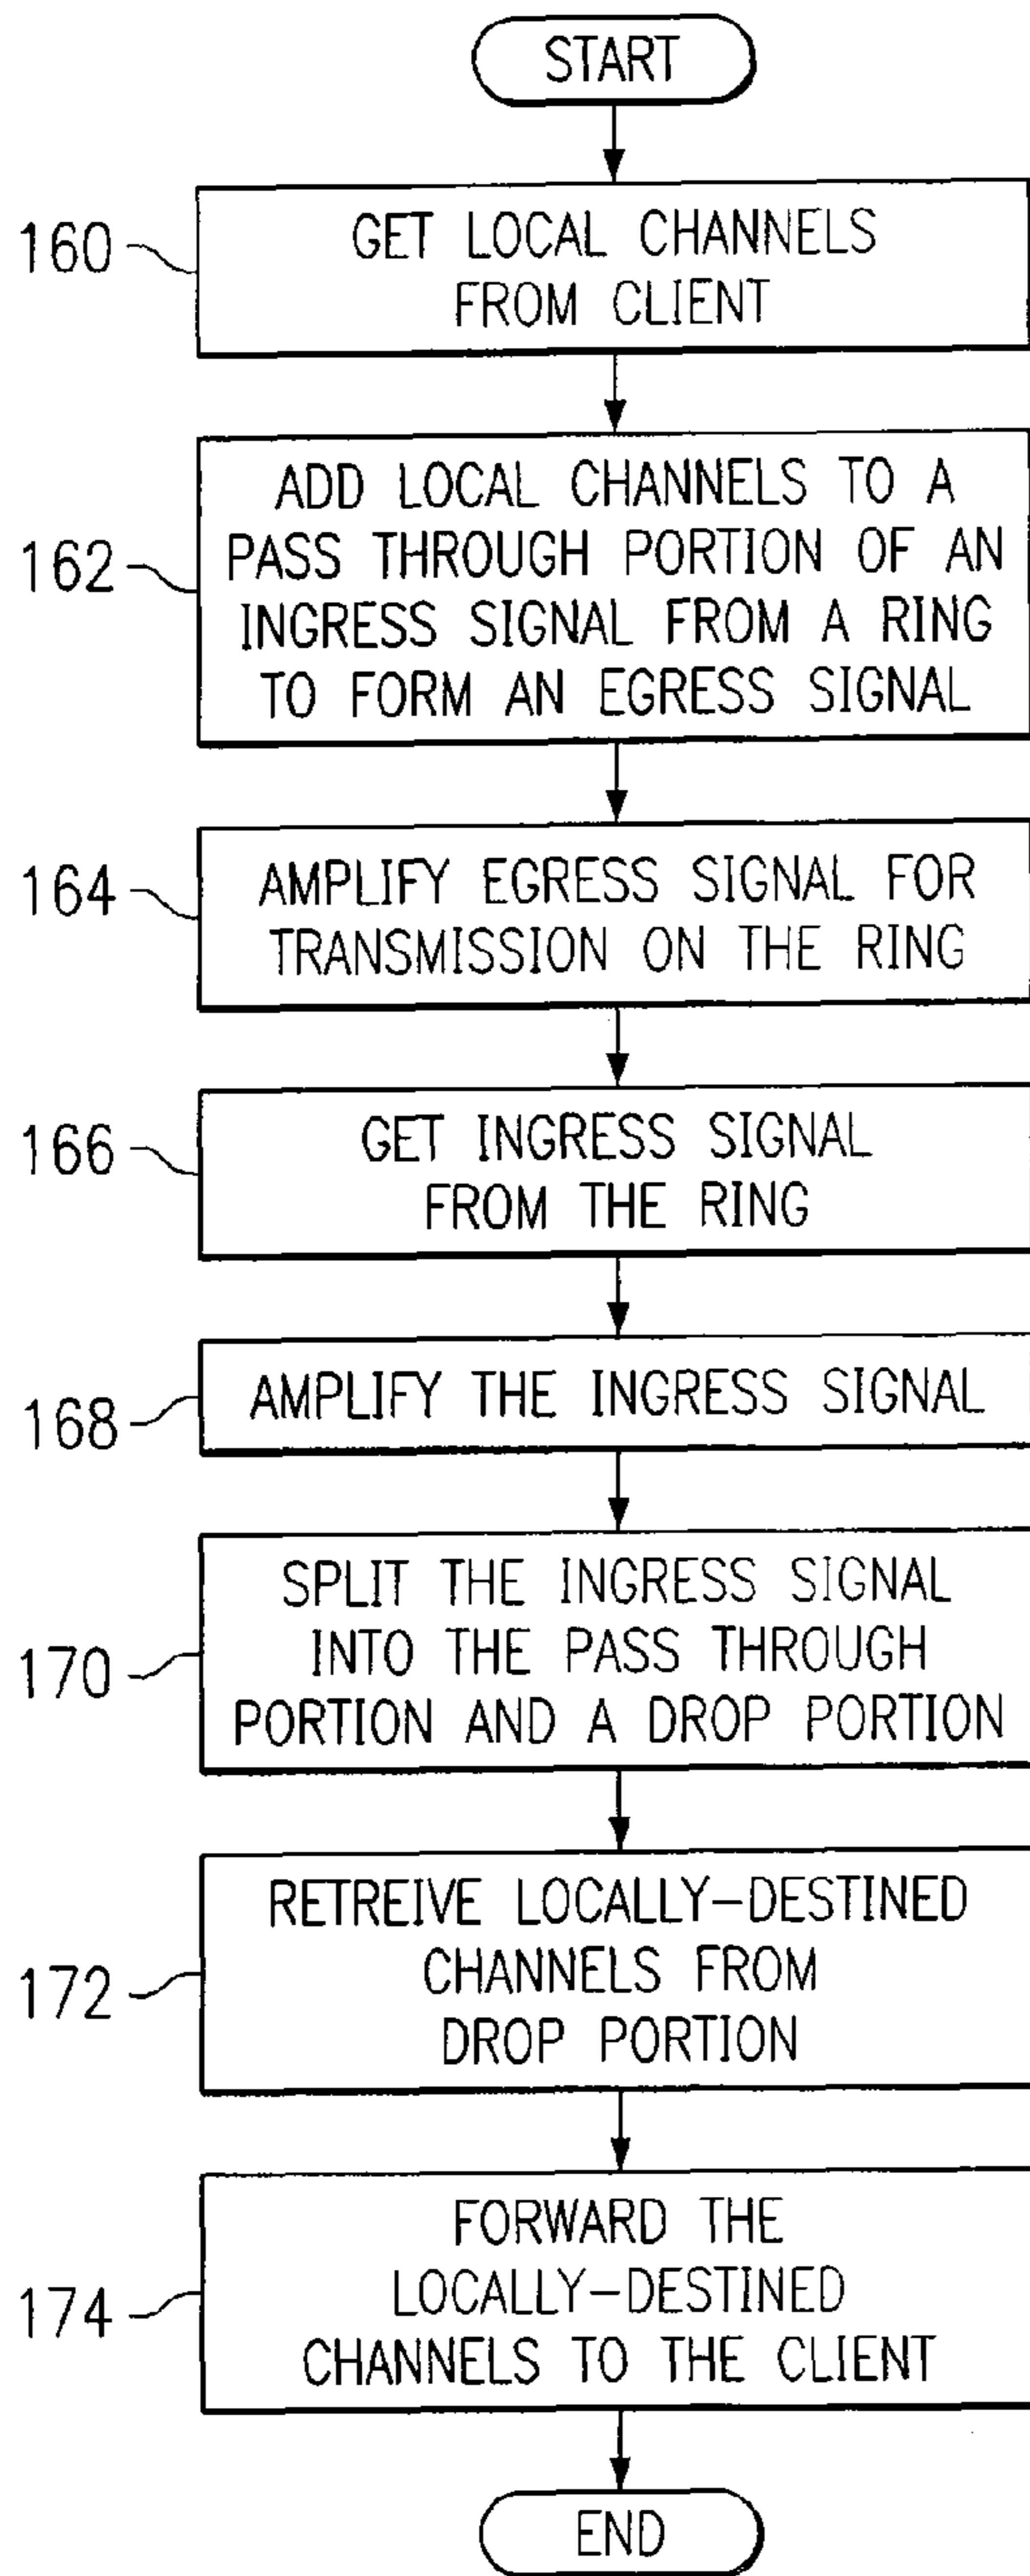 START
160
GET LOCAL CHANNELS
FROM CLIENT
162
ADD LOCAL CHANNELS TO A
PASS THROUGH PORTION OF AN
INGRESS SIGNAL FROM A RING
TO FORM AN EGRESS SIGNAL
164
AMPLIFY EGRESS SIGNAL FOR
TRANSMISSION ON THE RING
166
GET INGRESS SIGNAL
FROM THE RING
168
AMPLIFY THE INGRESS SIGNAL
170
SPLIT THE INGRESS SIGNAL
INTO THE PASS THROUGH
PORTION AND A DROP PORTION
172
RETREIVE LOCALLY-DESTINED
CHANNELS FROM
DROP PORTION
174
FORWARD THE
LOCALLY-DESTINED
CHANNELS TO THE CLIENT
END